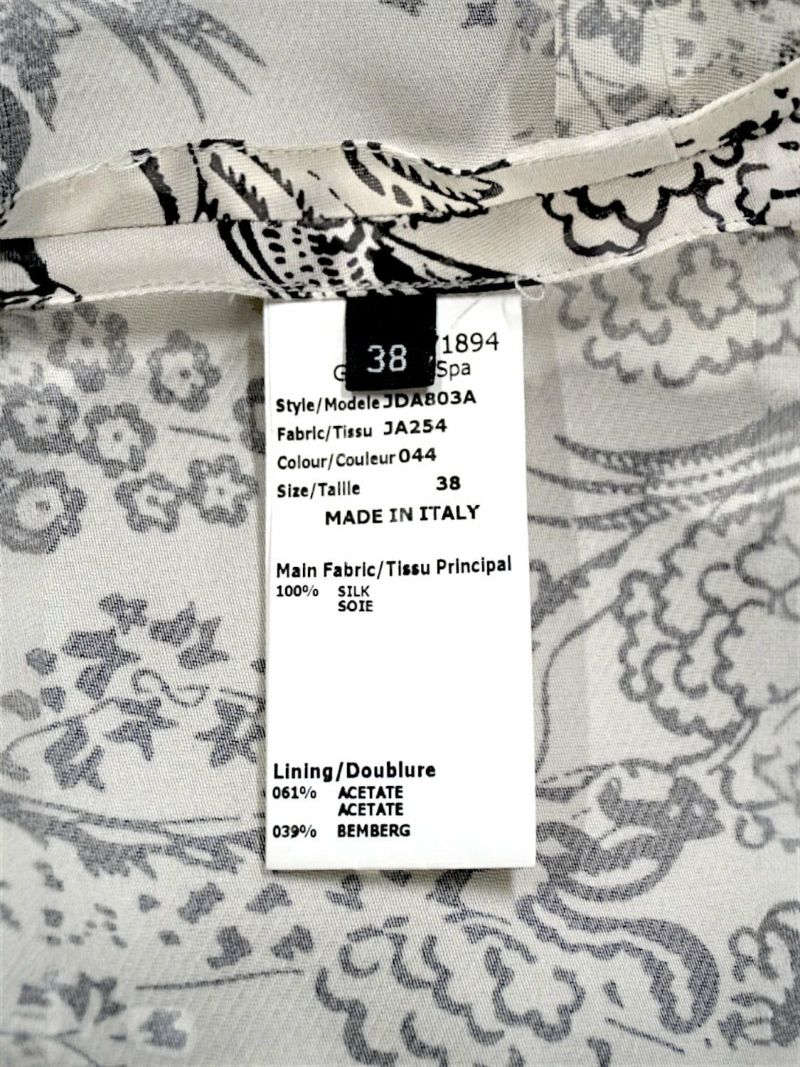 38
/1894
G Spa
Style/Modele JDA803A
Fabric/Tissu JA254
Colour/Couleur 044
Size/Taille 38
MADE IN ITALY
Main Fabric/Tissu Principal
100% SILK
SOIE
Lining/Doublure
061% ACETATE
ACETATE
039% BEMBERG